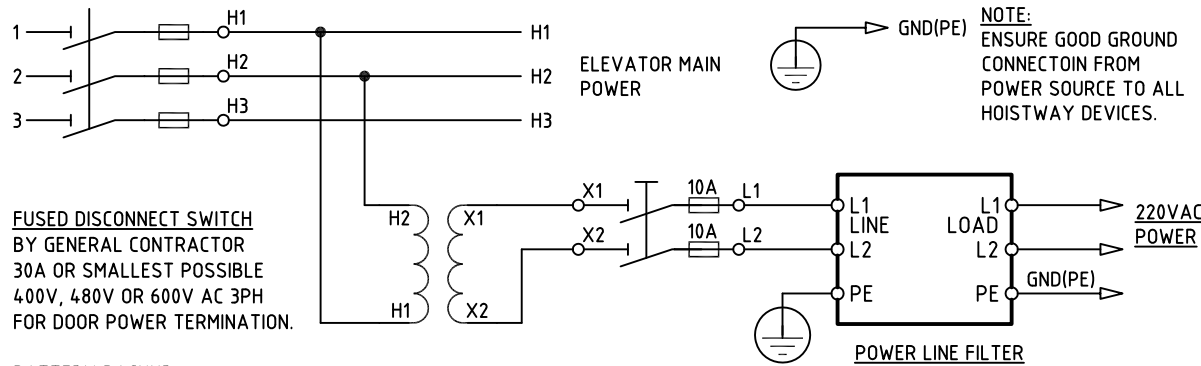 1
H1
H1
2
H2
H2
3
H3
H3
ELEVATOR MAIN
POWER
GND(PE)
NOTE:
ENSURE GOOD GROUND
CONNECTOIN FROM
POWER SOURCE TO ALL
HOISTWAY DEVICES.
FUSED DISCONNECT SWITCH
BY GENERAL CONTRACTOR
30A OR SMALLEST POSSIBLE
400V, 480V OR 600V AC 3PH
FOR DOOR POWER TERMINATION.
H2
X1
H1
X2
X1
10A
L1
X2
10A
L2
L1
LINE
L2
PE
L1
LOAD
L2
PE
GND(PE)
220VAC
POWER
POWER LINE FILTER